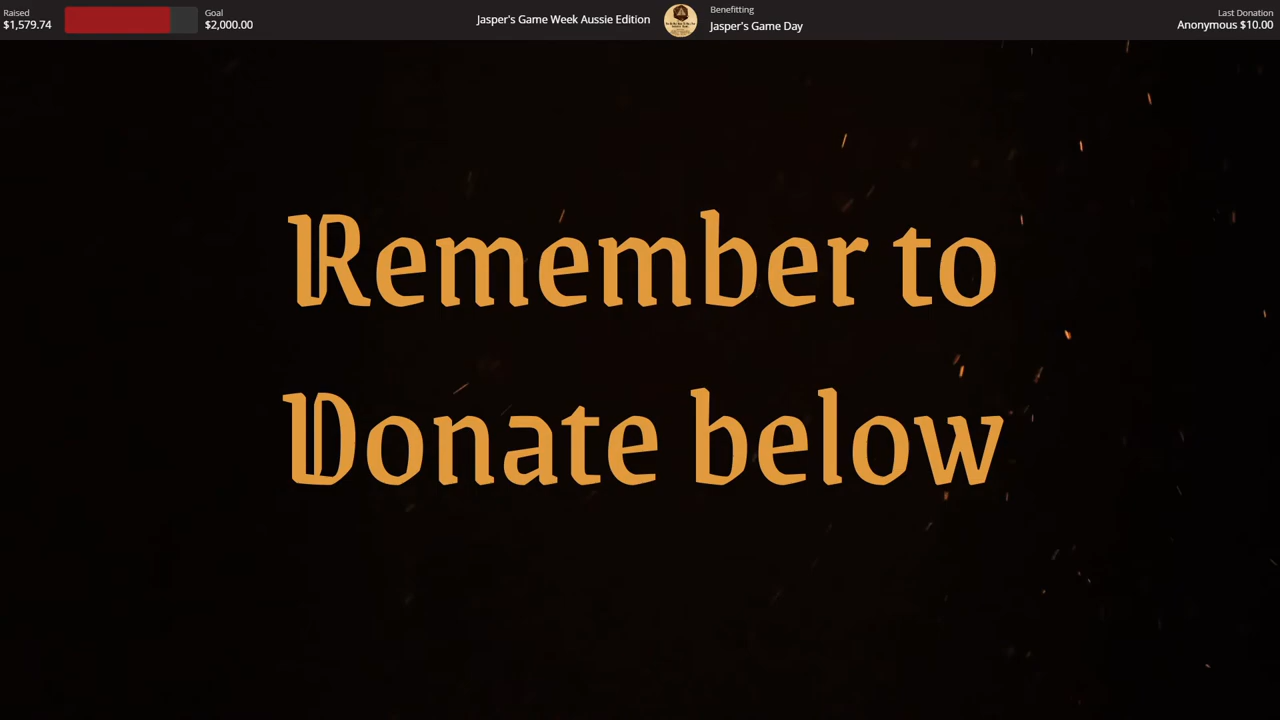 Raised
$1,579.74
Goal
$2,000.00
Jasper's Game Week Aussie Edition
Benefitting
Jasper's Game Day
Last Donation
Anonymous $10.00
Remember to
Donate below